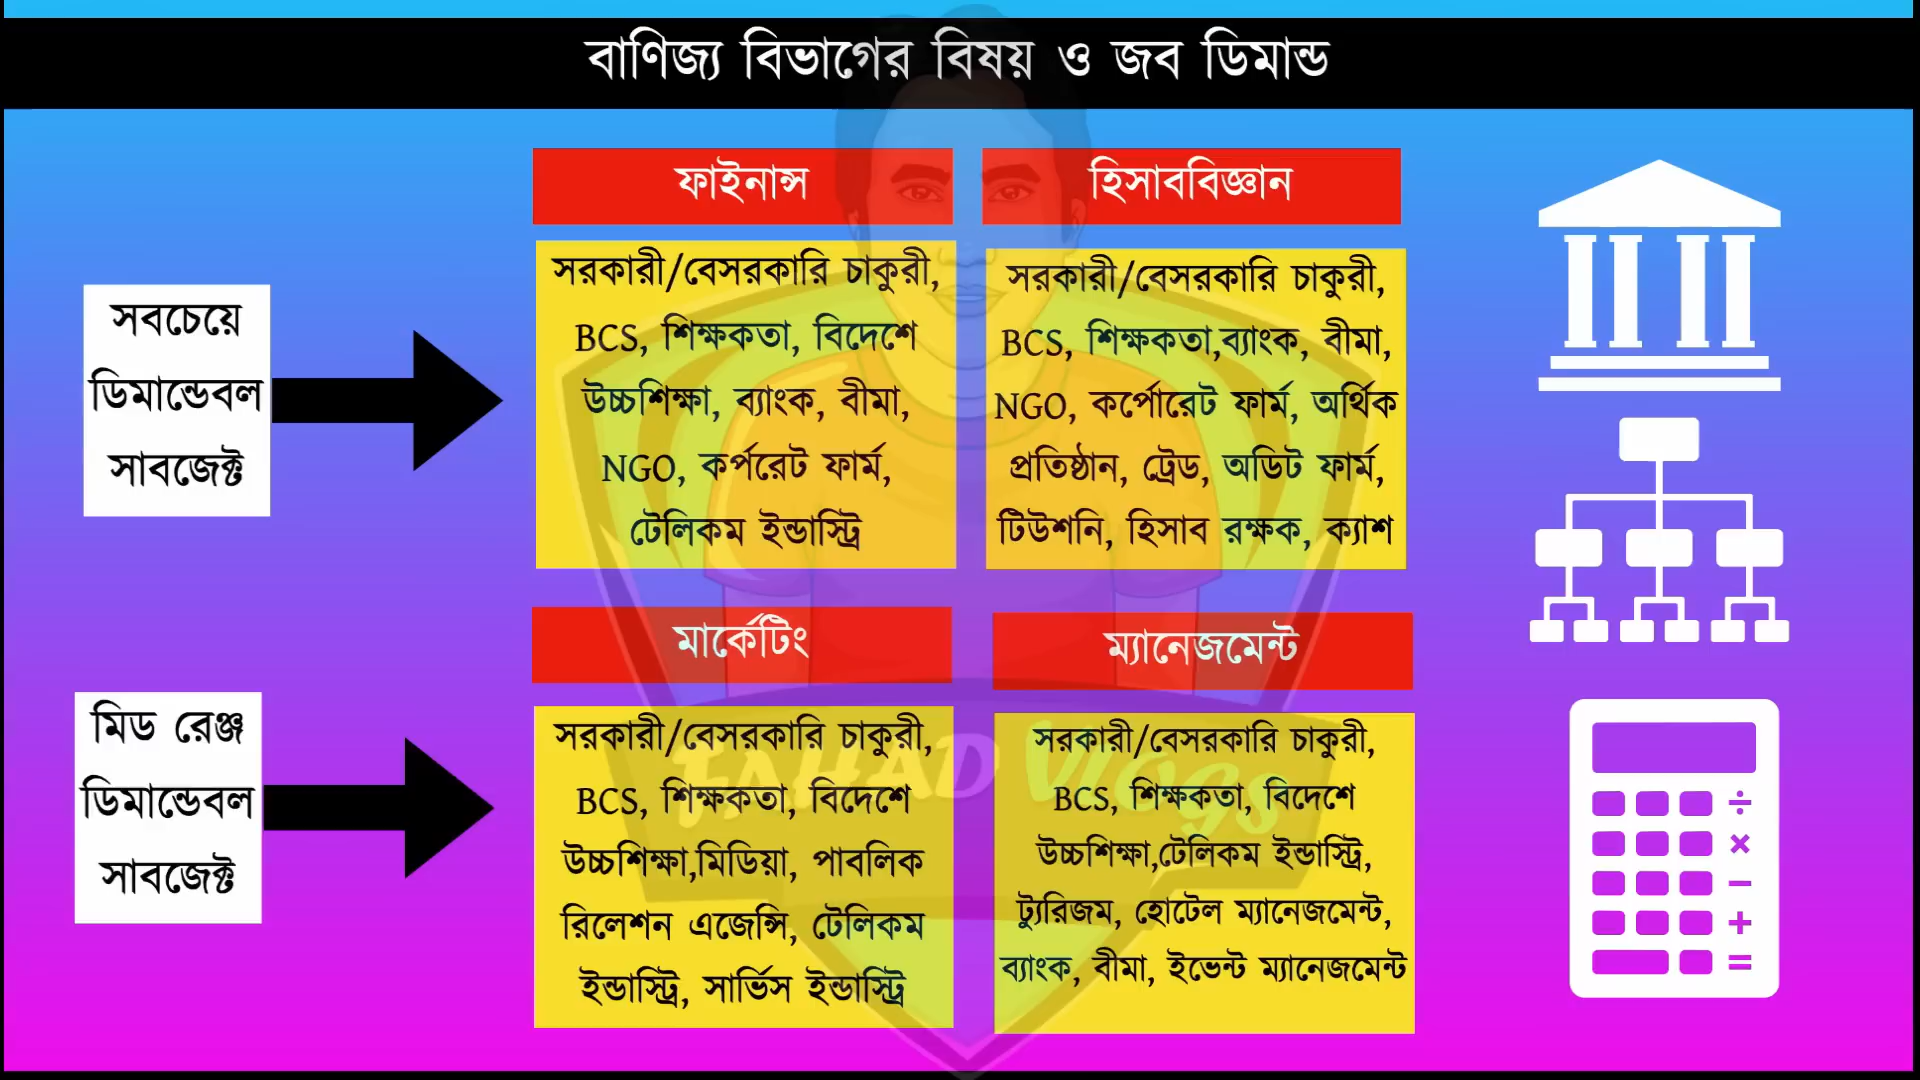 বাণিজ্য বিভাগের বিষয় ও জব ডিমান্ড
সবচেয়ে
ডিমান্ডেবল
সাবজেক্ট
ফাইনান্স
সরকারী/বেসরকারি চাকুরী,
BCS, শিক্ষকতা, বিদেশে
উচ্চশিক্ষা, ব্যাংক, বীমা,
NGO, কর্পরেট ফার্ম,
টেলিকম ইন্ডাস্ট্রি
হিসাববিজ্ঞান
সরকারী/বেসরকারি চাকুরী,
BCS, শিক্ষকতা,ব্যাংক, বীমা,
NGO, কর্পোরেট ফার্ম, অর্থিক
প্রতিষ্ঠান, ট্রেড, অডিট ফার্ম,
টিউশনি, হিসাব রক্ষক, ক্যাশ
মিড রেঞ্জ
ডিমান্ডেবল
সাবজেক্ট
মার্কেটিং
সরকারী/বেসরকারি চাকুরী,
BCS, শিক্ষকতা, বিদেশে
উচ্চশিক্ষা,মিডিয়া, পাবলিক
রিলেশন এজেন্সি, টেলিকম
ইন্ডাস্ট্রি, সার্ভিস ইন্ডাস্ট্রি
ম্যানেজমেন্ট
সরকারী/বেসরকারি চাকুরী,
BCS, শিক্ষকতা, বিদেশে
উচ্চশিক্ষা,টেলিকম ইন্ডাস্ট্রি,
ট্যুরিজম, হোটেল ম্যানেজমেন্ট,
ব্যাংক, বীমা, ইভেন্ট ম্যানেজমেন্ট
FAHAD Vlogs
÷
×
−
+
=